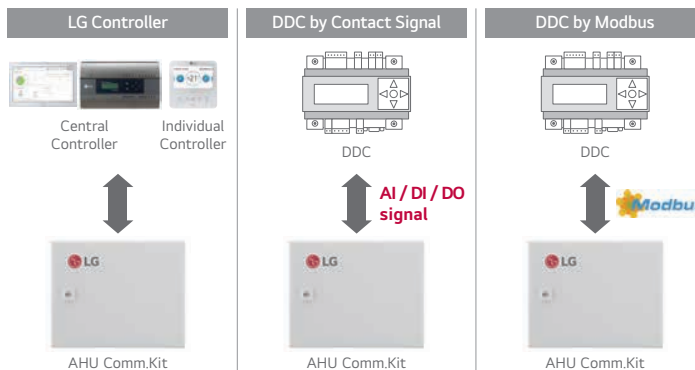 LG Controller
Central
Controller
Individual
Controller
LG
AHU Comm.Kit
DDC by Contact Signal
DDC
AI / DI / DO
signal
LG
AHU Comm.Kit
DDC by Modbus
DDC
Modbu
LG
AHU Comm.Kit